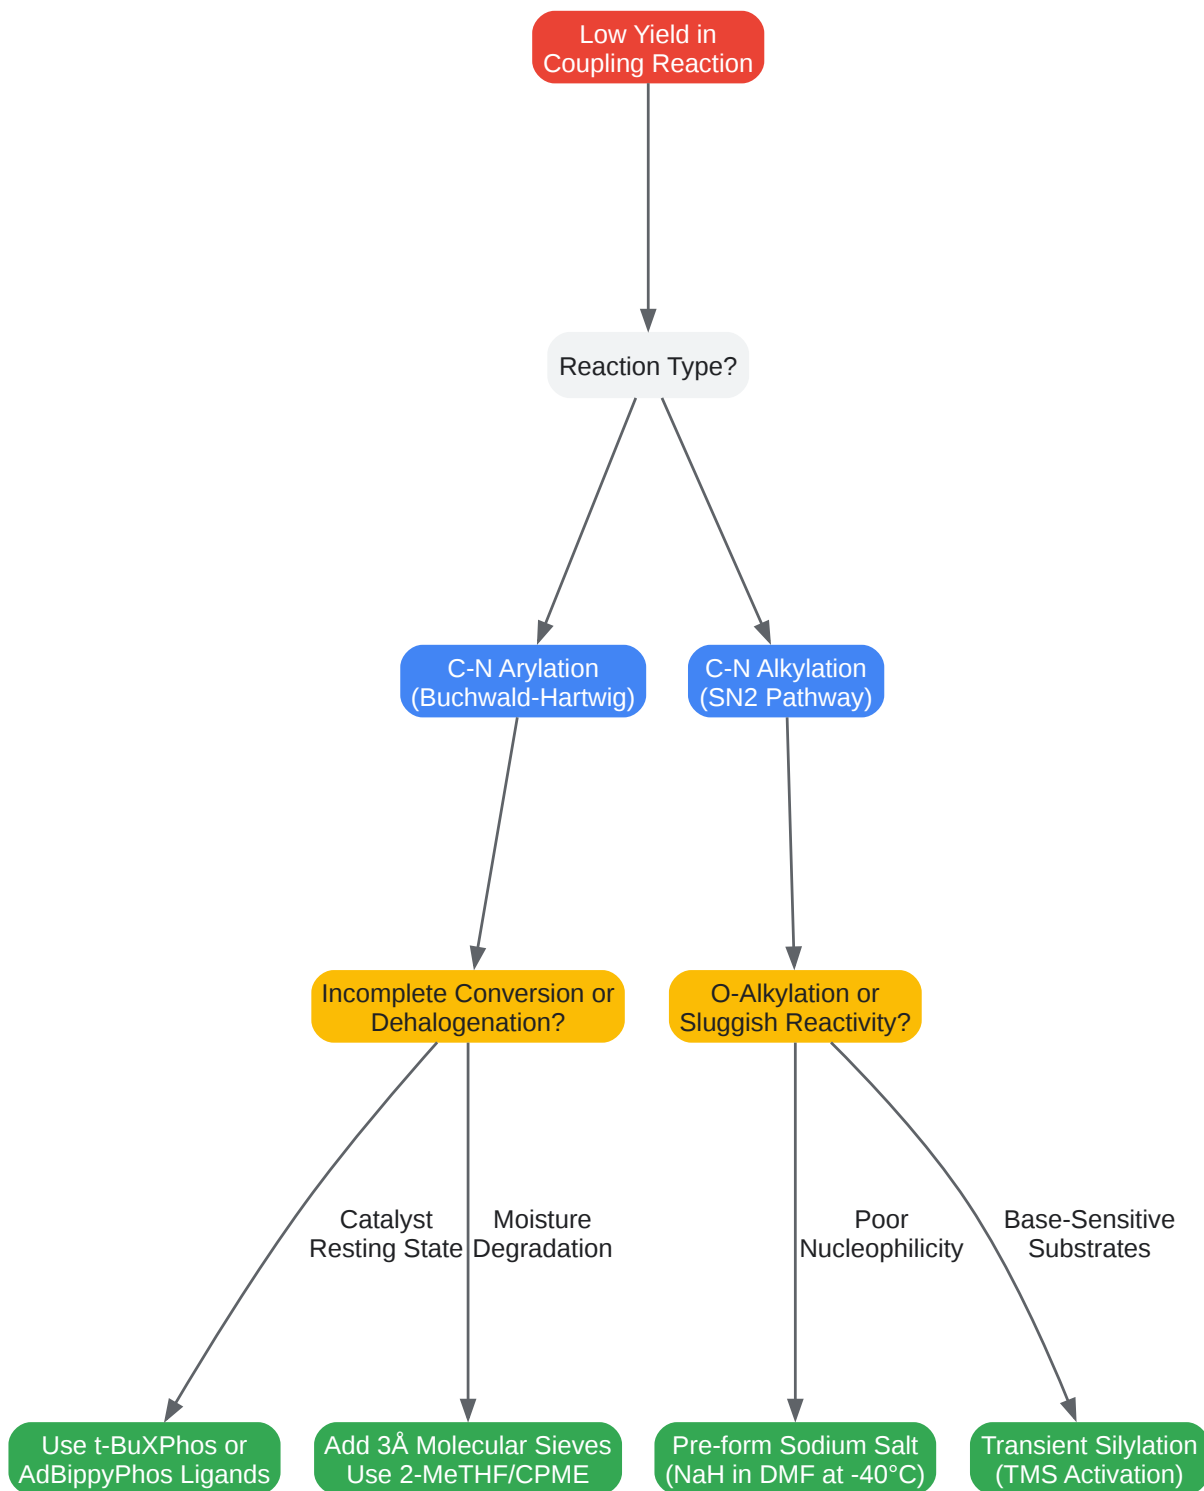 Low Yield in
Coupling Reaction
Reaction Type?
C-N Arylation
(Buchwald-Hartwig)
C-N Alkylation
(SN2 Pathway)
Incomplete Conversion or
Dehalogenation?
O-Alkylation or
Sluggish Reactivity?
Catalyst
Resting State
Moisture
Degradation
Poor
Nucleophilicity
Base-Sensitive
Substrates
Use t-BuXPhos or
AdBippyPhos Ligands
Add 3Å Molecular Sieves
Use 2-MeTHF/CPME
Pre-form Sodium Salt
(NaH in DMF at -40°C)
Transient Silylation
(TMS Activation)